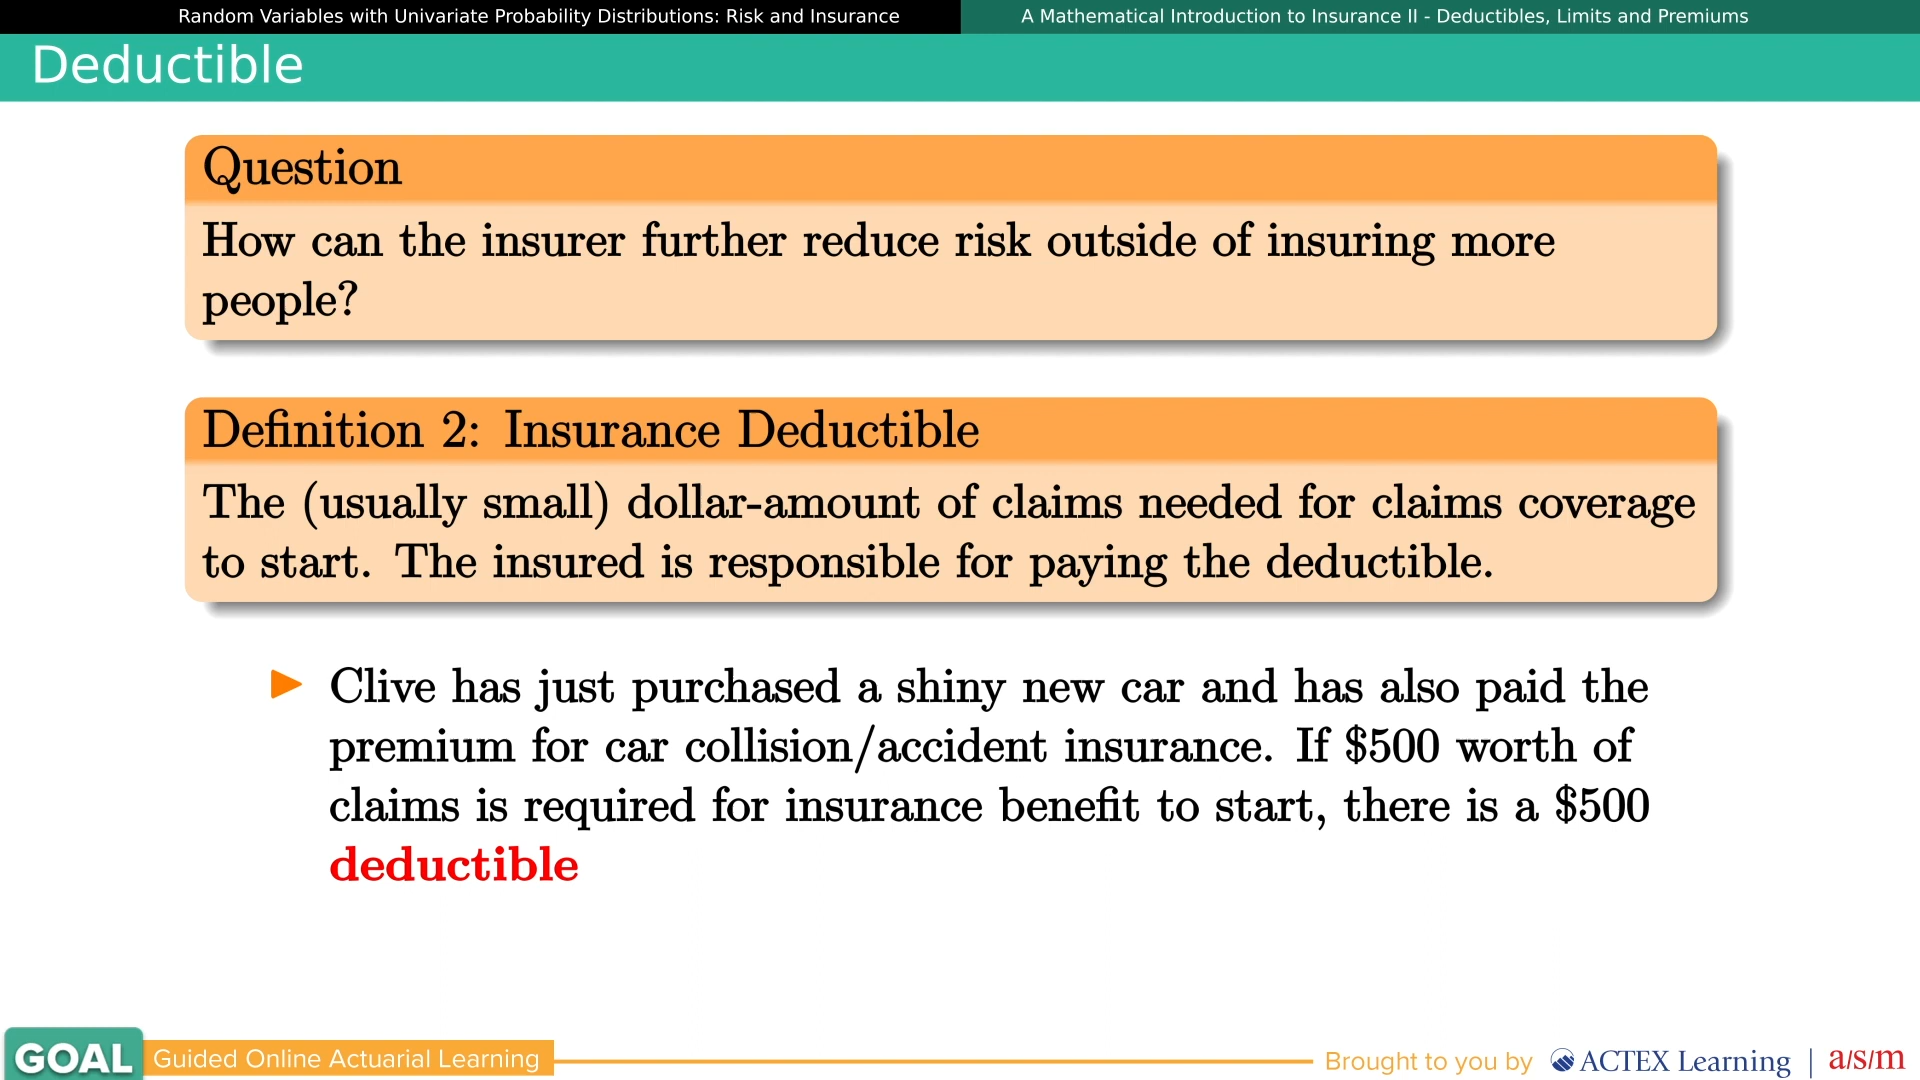 Random Variables with Univariate Probability Distributions: Risk and Insurance
A Mathematical Introduction to Insurance II - Deductibles, Limits and Premiums
Deductible
Question
How can the insurer further reduce risk outside of insuring more
people?
Definition 2: Insurance Deductible
The (usually small) dollar-amount of claims needed for claims coverage
to start. The insured is responsible for paying the deductible.
Clive has just purchased a shiny new car and has also paid the
premium for car collision/accident insurance. If $500 worth of
claims is required for insurance benefit to start, there is a $500
deductible
GOAL Guided Online Actuarial Learning
Brought to you by ACTEX Learning | a/s/m